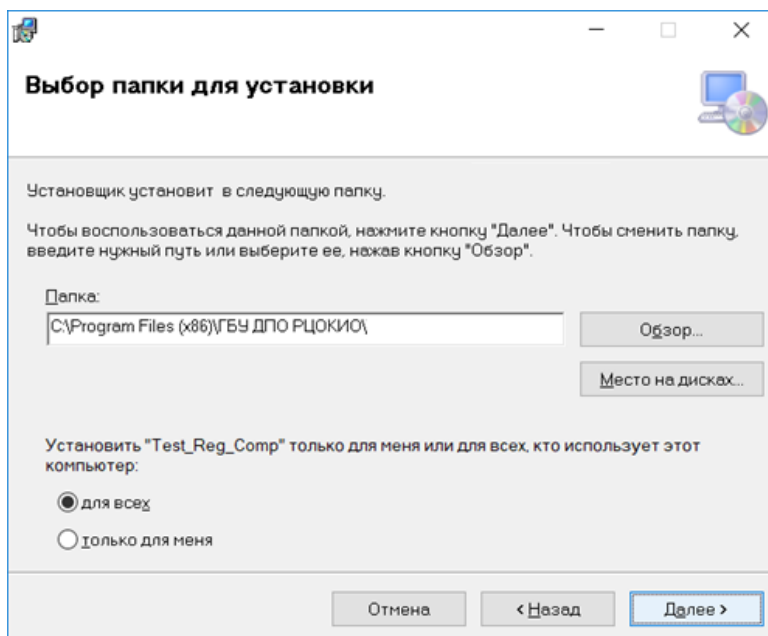 Выбор папки для установки
Установщик установит в следующую папку.
Чтобы воспользоваться данной папкой, нажмите кнопку "Далее". Чтобы сменить папку,
введите нужный путь или выберите ее, нажав кнопку "Обзор".
Папка:
C:\Program Files (x86)\ГБУ ДПО РЦОКИО\
Обзор...
Место на дисках...
Установить "Test_Reg_Comp" только для меня или для всех, кто использует этот
компьютер:
для всех
только для меня
Отмена
< Назад
Далее >